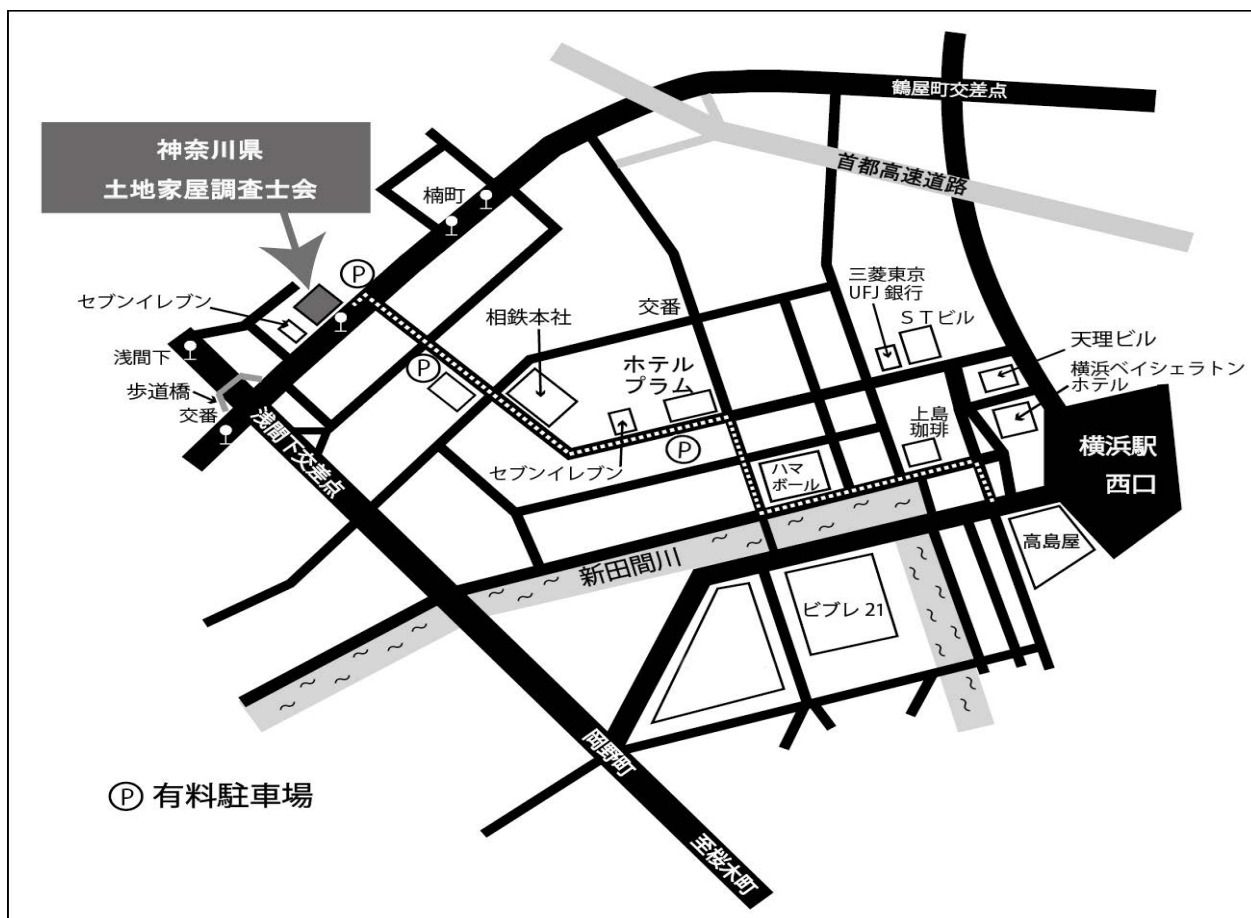 鶴屋町交差点
神奈川県
土地家屋調査士会
首都高速道路
楠町
P
セブンイレブン
浅間下
歩道橋
交番
浅間下交差点
P
相鉄本社
交番
ホテル
プラム
セブンイレブン
P
三菱東京
UFJ 銀行
STビル
天理ビル
横浜ベイシェラトン
ホテル
上島
珈琲
ハマ
ボール
横浜駅
西口
高島屋
新田間川
ビブレ 21
岡野町
至桜木町
P 有料駐車場